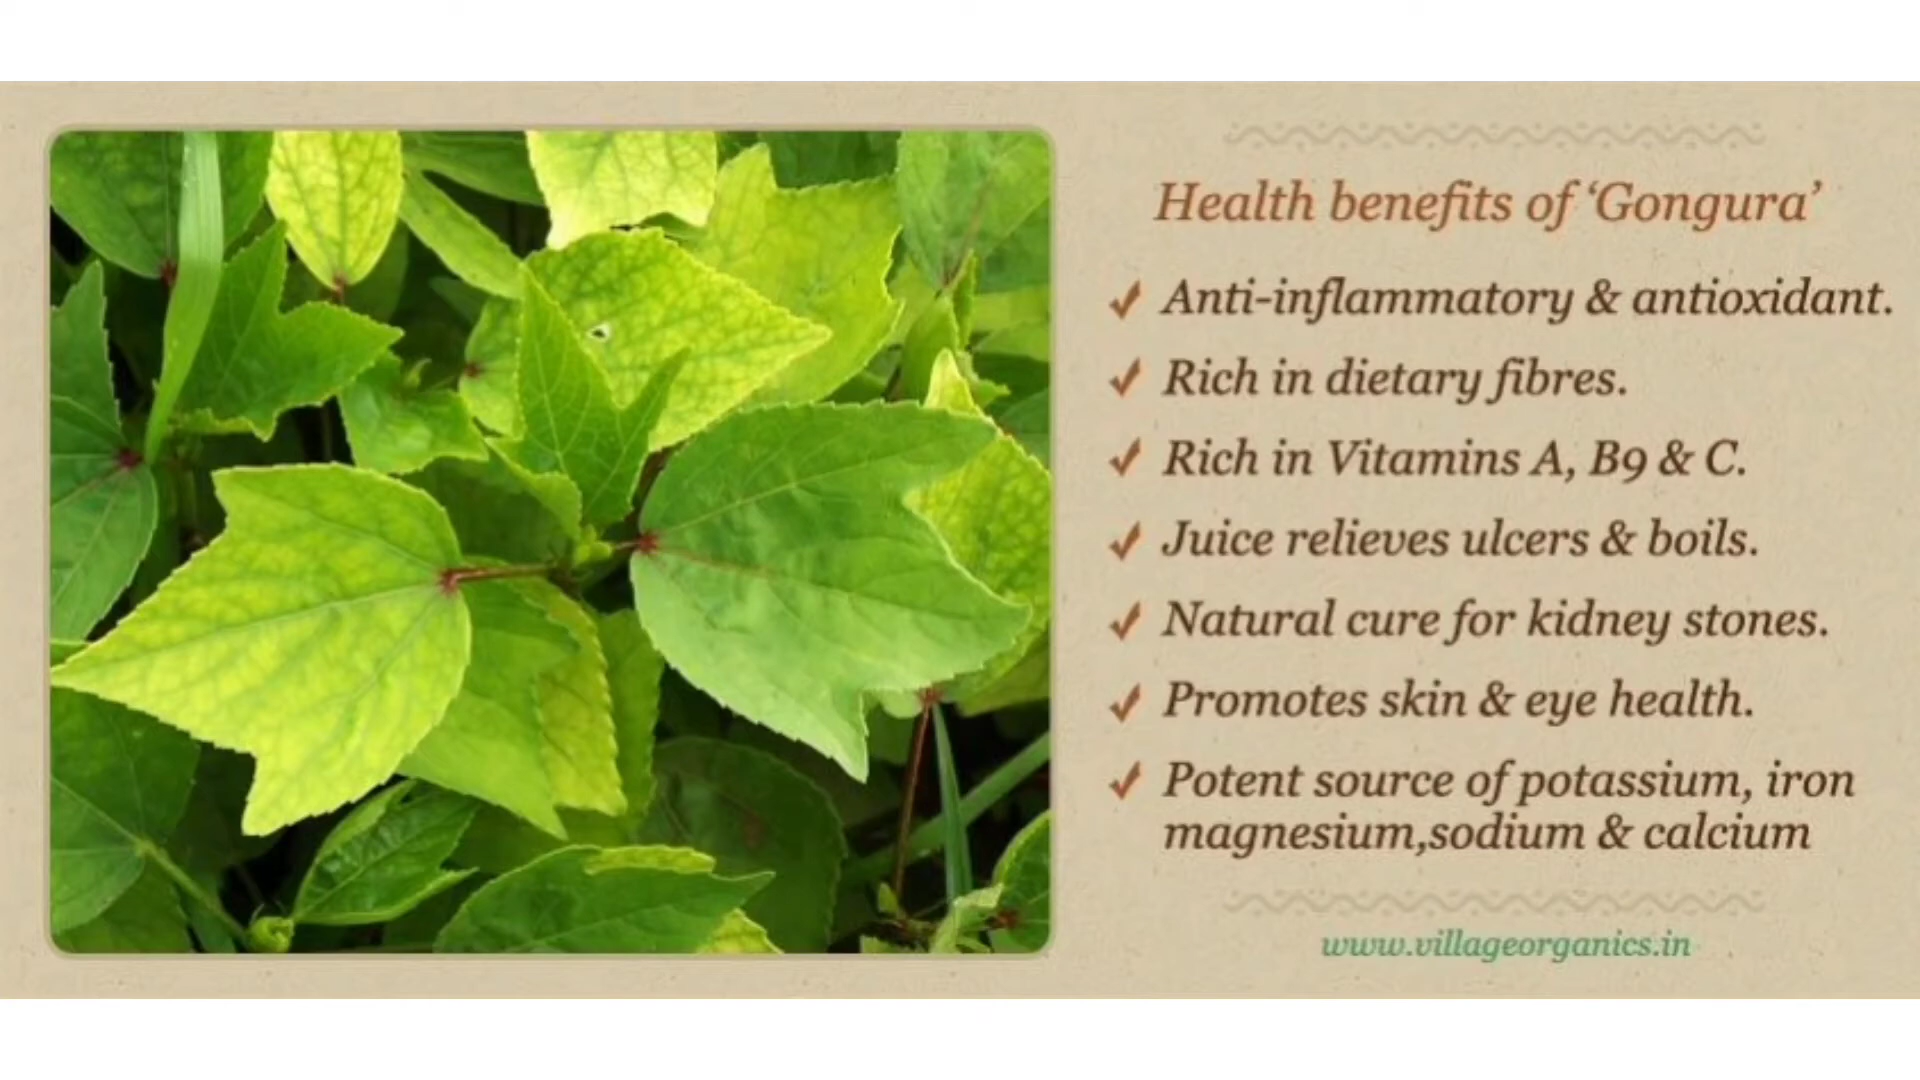 Health benefits of ‘Gongura’
Anti-inflammatory & antioxidant.
Rich in dietary fibres.
Rich in Vitamins A, B9 & C.
Juice relieves ulcers & boils.
Natural cure for kidney stones.
Promotes skin & eye health.
Potent source of potassium, iron
magnesium,sodium & calcium
www.villageorganics.in